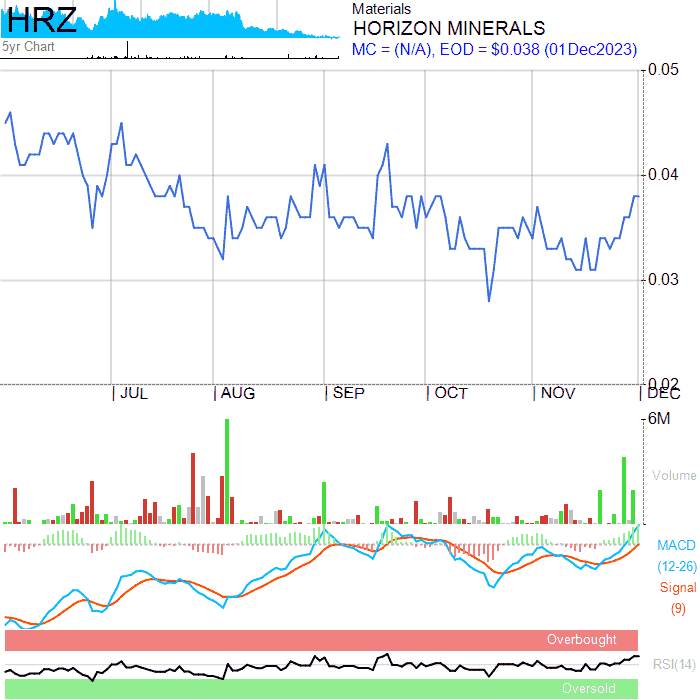 HRZ
5yr Chart
Materials
HORIZON MINERALS
MC = (N/A), EOD = $0.038 (01Dec2023)
0.05
0.04
0.03
0.02
JUL
AUG
SEP
OCT
NOV
DEC
6M
Volume
MACD
(12-26)
Signal
(9)
Overbought
RSI(14)
Oversold